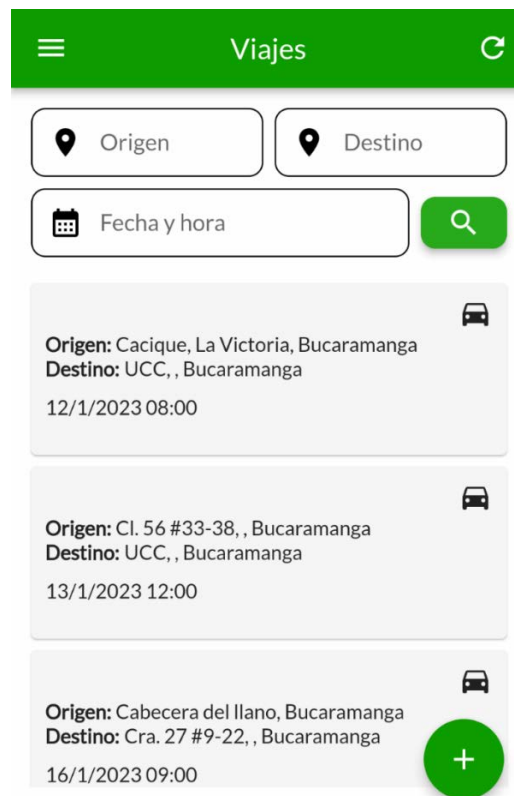 Viajes
Origen
Destino
Fecha y hora
Origen: Cacique, La Victoria, Bucaramanga
Destino: UCC, , Bucaramanga
12/1/2023 08:00
Origen: Cl. 56 #33-38, , Bucaramanga
Destino: UCC, , Bucaramanga
13/1/2023 12:00
Origen: Cabecera del llano, Bucaramanga
Destino: Cra. 27 #9-22, , Bucaramanga
16/1/2023 09:00
+